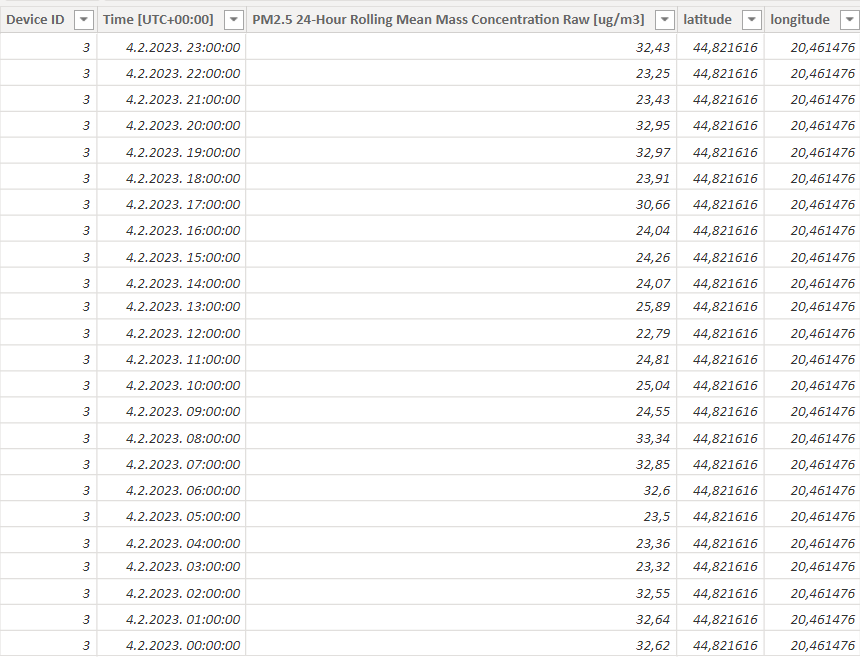 Device ID Time [UTC+00:00] PM2.5 24-Hour Rolling Mean Mass Concentration Raw [ug/m3] latitude longitude
3 4.2.2023. 23:00:00 32,43 44,821616 20,461476
3 4.2.2023. 22:00:00 23,25 44,821616 20,461476
3 4.2.2023. 21:00:00 23,43 44,821616 20,461476
3 4.2.2023. 20:00:00 32,95 44,821616 20,461476
3 4.2.2023. 19:00:00 32,97 44,821616 20,461476
3 4.2.2023. 18:00:00 23,91 44,821616 20,461476
3 4.2.2023. 17:00:00 30,66 44,821616 20,461476
3 4.2.2023. 16:00:00 24,04 44,821616 20,461476
3 4.2.2023. 15:00:00 24,26 44,821616 20,461476
3 4.2.2023. 14:00:00 24,07 44,821616 20,461476
3 4.2.2023. 13:00:00 25,89 44,821616 20,461476
3 4.2.2023. 12:00:00 22,79 44,821616 20,461476
3 4.2.2023. 11:00:00 24,81 44,821616 20,461476
3 4.2.2023. 10:00:00 25,04 44,821616 20,461476
3 4.2.2023. 09:00:00 24,55 44,821616 20,461476
3 4.2.2023. 08:00:00 33,34 44,821616 20,461476
3 4.2.2023. 07:00:00 32,85 44,821616 20,461476
3 4.2.2023. 06:00:00 32,6 44,821616 20,461476
3 4.2.2023. 05:00:00 23,5 44,821616 20,461476
3 4.2.2023. 04:00:00 23,36 44,821616 20,461476
3 4.2.2023. 03:00:00 23,32 44,821616 20,461476
3 4.2.2023. 02:00:00 32,55 44,821616 20,461476
3 4.2.2023. 01:00:00 32,64 44,821616 20,461476
3 4.2.2023. 00:00:00 32,62 44,821616 20,461476